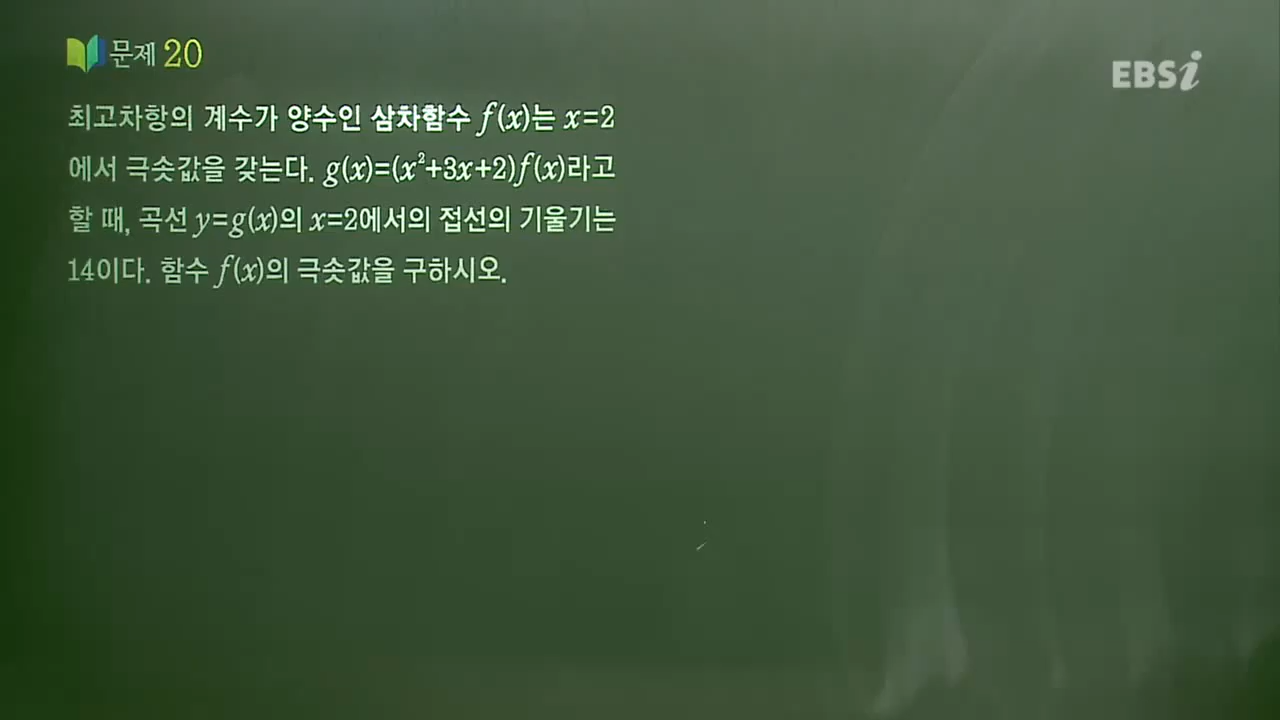 문제 20
EBSi
최고차항의 계수가 양수인 삼차함수 f(x)는 x=2
에서 극솟값을 갖는다. g(x)=(x²+3x+2)f(x)라고
할 때, 곡선 y=g(x)의 x=2에서의 접선의 기울기는
14이다. 함수 f(x)의 극솟값을 구하시오.